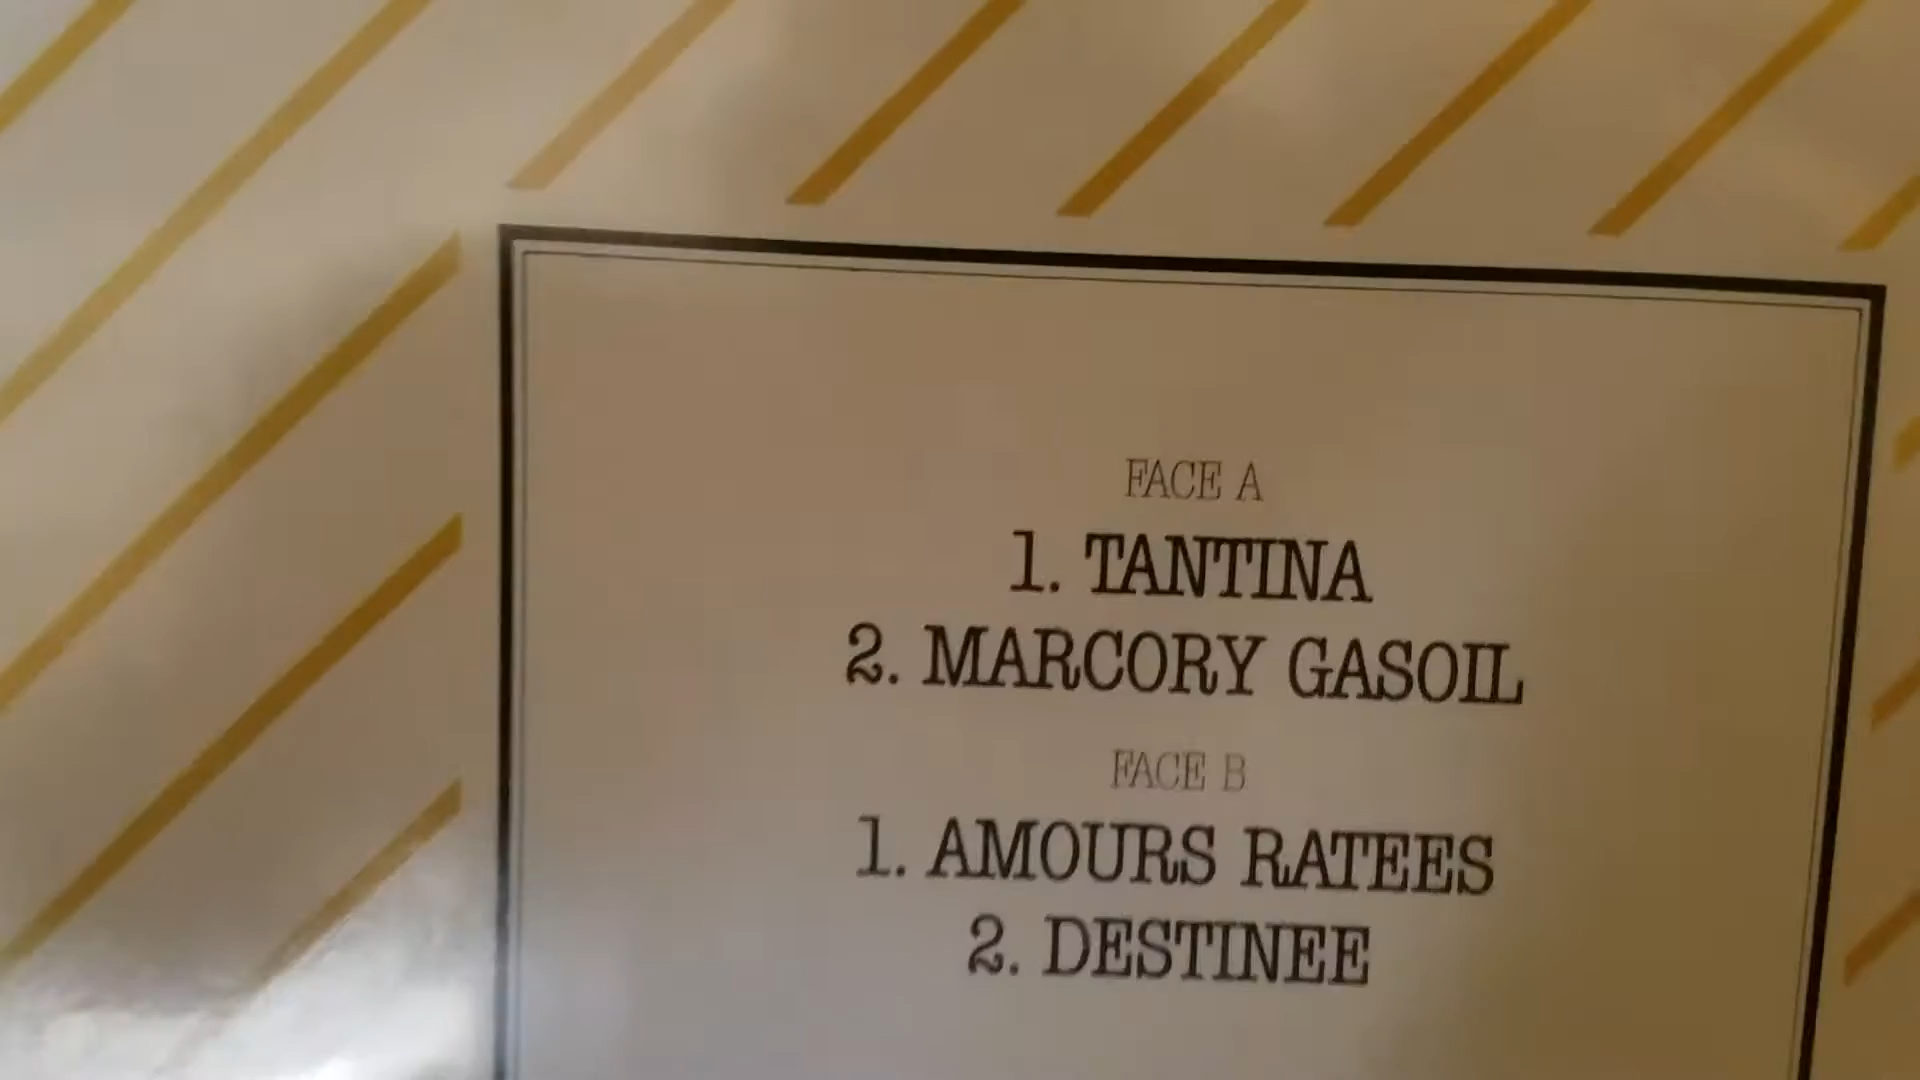 FACE A
1. TANTINA
2. MARCORY GASOIL
FACE B
1. AMOURS RATEES
2. DESTINEE